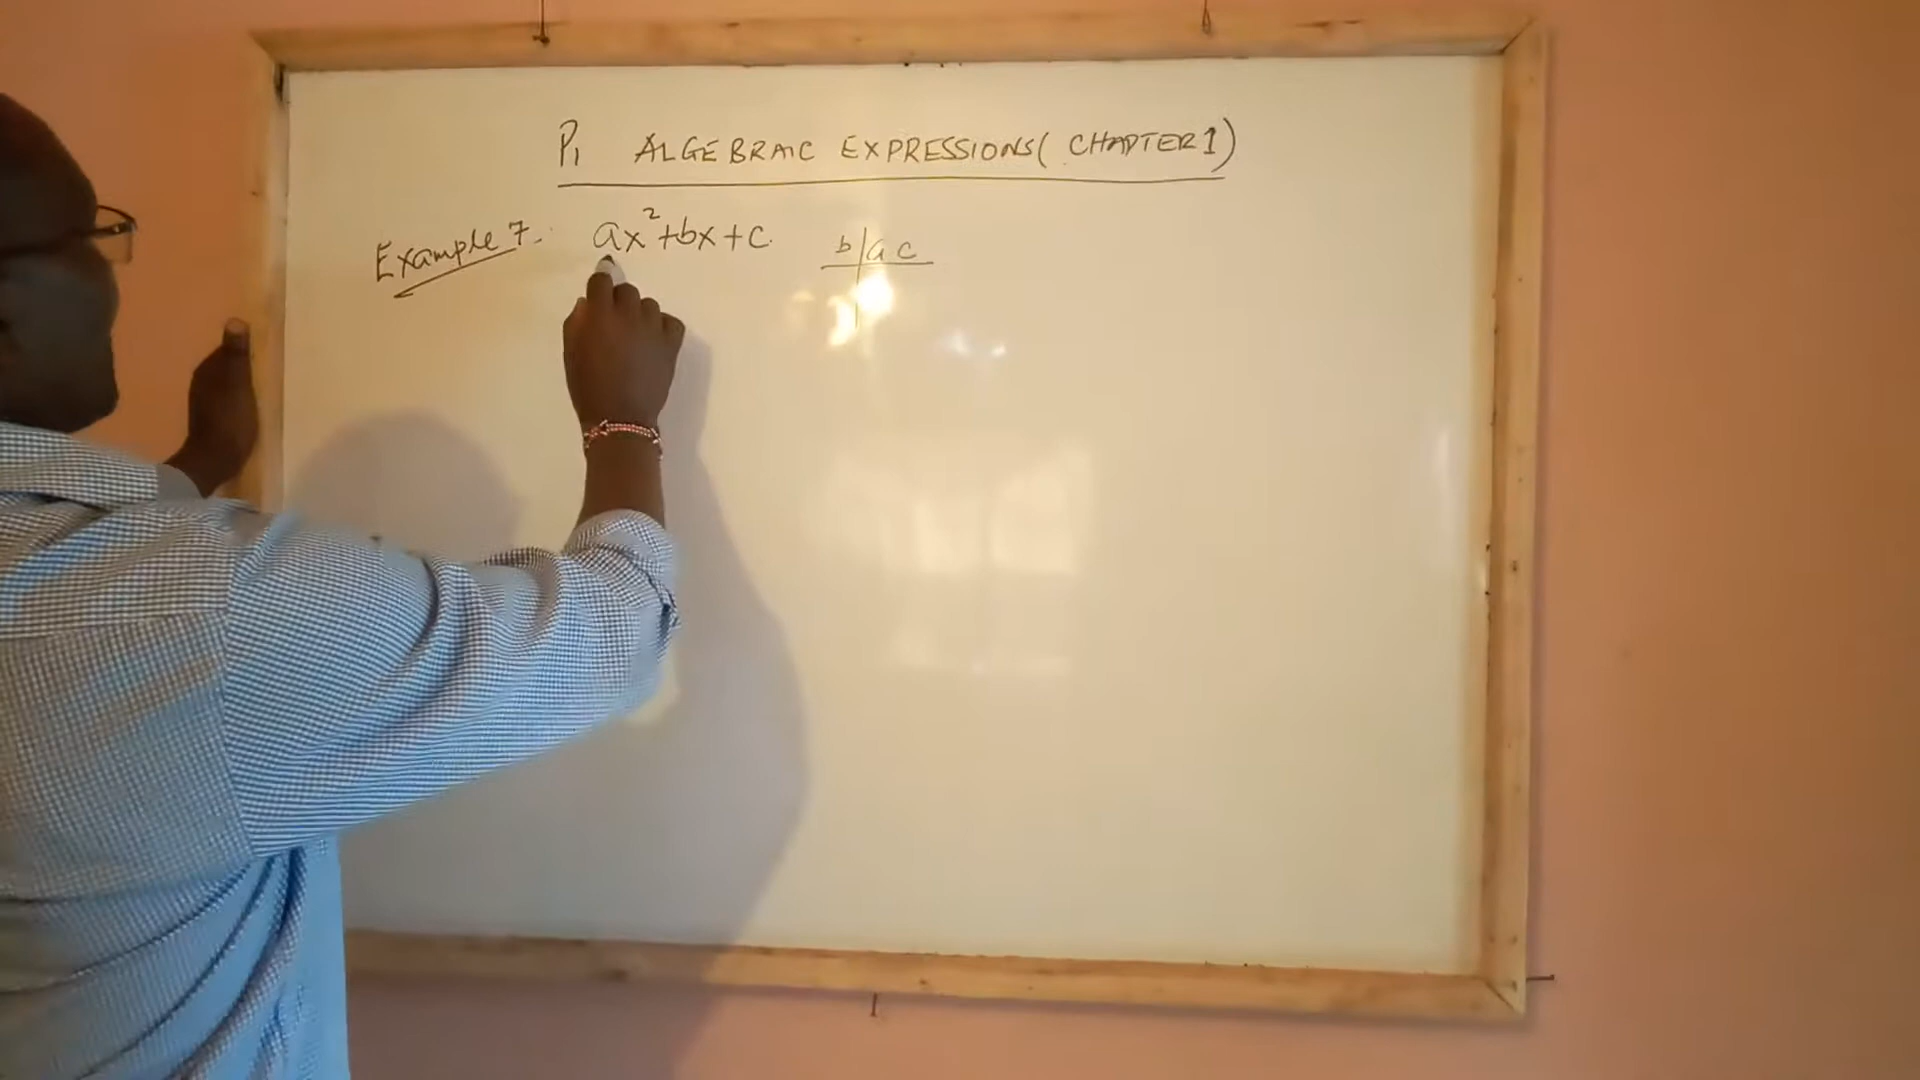 P1 ALGEBRAIC EXPRESSIONS( CHAPTER 1)
Example 7. ax²+bx+c. b|ac